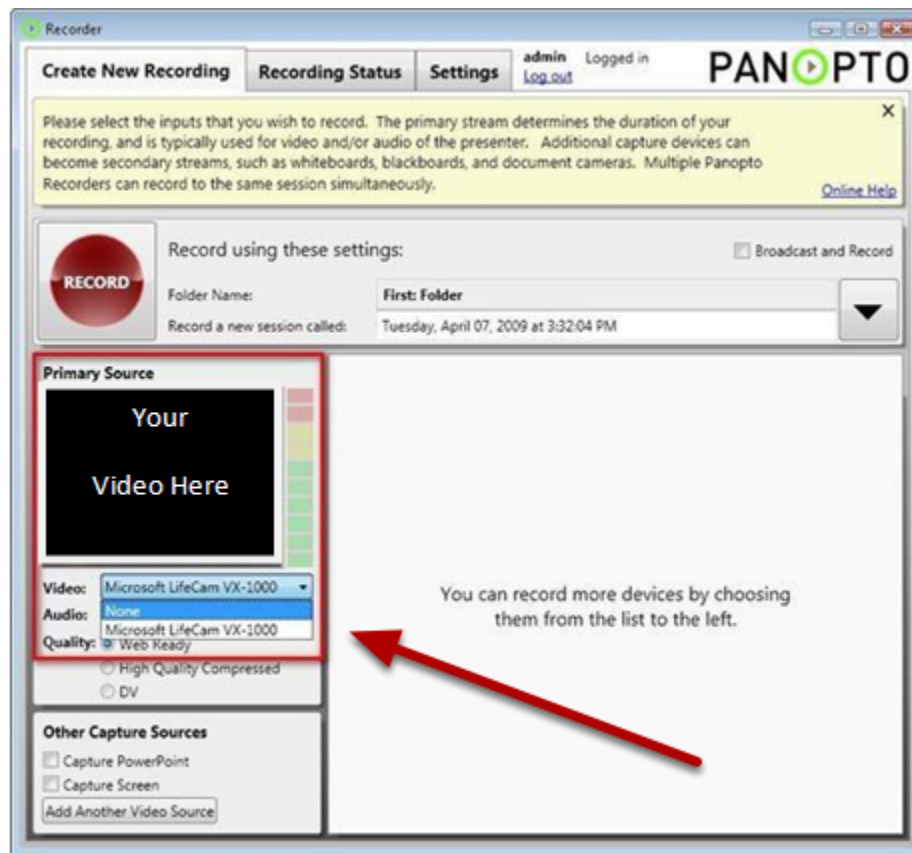 Recorder
Create New Recording
Recording Status
Settings
admin Logged in
Log out
PANOPTO
Please select the inputs that you wish to record. The primary stream determines the duration of your
recording, and is typically used for video and/or audio of the presenter. Additional capture devices can
become secondary streams, such as whiteboards, blackboards, and document cameras. Multiple Panopto
Recorders can record to the same session simultaneously.
Online Help
RECORD
Record using these settings:
Broadcast and Record
Folder Name: First: Folder
Record a new session called: Tuesday, April 07, 2009 at 3:32:04 PM
Primary Source
Your
Video Here
Video: Microsoft LifeCam VX-1000
Audio: None
Microsoft LifeCam VX-1000
Quality: Web Ready
High Quality Compressed
DV
You can record more devices by choosing
them from the list to the left.
Other Capture Sources
Capture PowerPoint
Capture Screen
Add Another Video Source